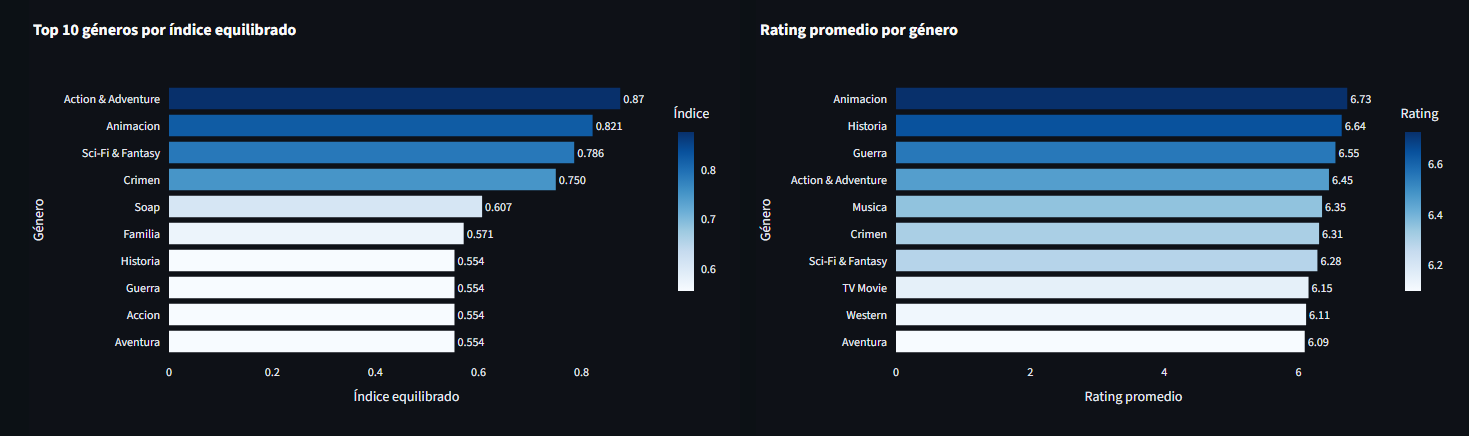 Top 10 géneros por índice equilibrado
Género
Action & Adventure 0.87
Animacion 0.821
Sci-Fi & Fantasy 0.786
Crimen 0.750
Soap 0.607
Familia 0.571
Historia 0.554
Guerra 0.554
Accion 0.554
Aventura 0.554
0 0.2 0.4 0.6 0.8
Índice equilibrado
Índice
0.8
0.7
0.6
Rating promedio por género
Género
Animacion 6.73
Historia 6.64
Guerra 6.55
Action & Adventure 6.45
Musica 6.35
Crimen 6.31
Sci-Fi & Fantasy 6.28
TV Movie 6.15
Western 6.11
Aventura 6.09
0 2 4 6
Rating promedio
Rating
6.6
6.4
6.2